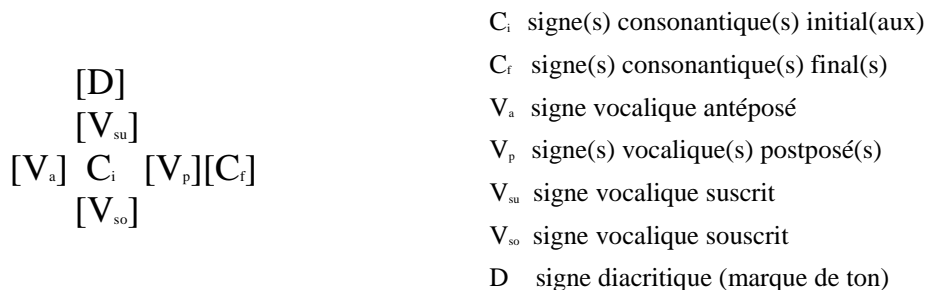 [D]
[Vsu]
[Va] Ci [Vp][Cf]
[Vso]
Ci signe(s) consonantique(s) initial(aux)
Cf signe(s) consonantique(s) final(s)
Va signe vocalique antéposé
Vp signe(s) vocalique(s) postposé(s)
Vsu signe vocalique suscrit
Vso signe vocalique souscrit
D signe diacritique (marque de ton)